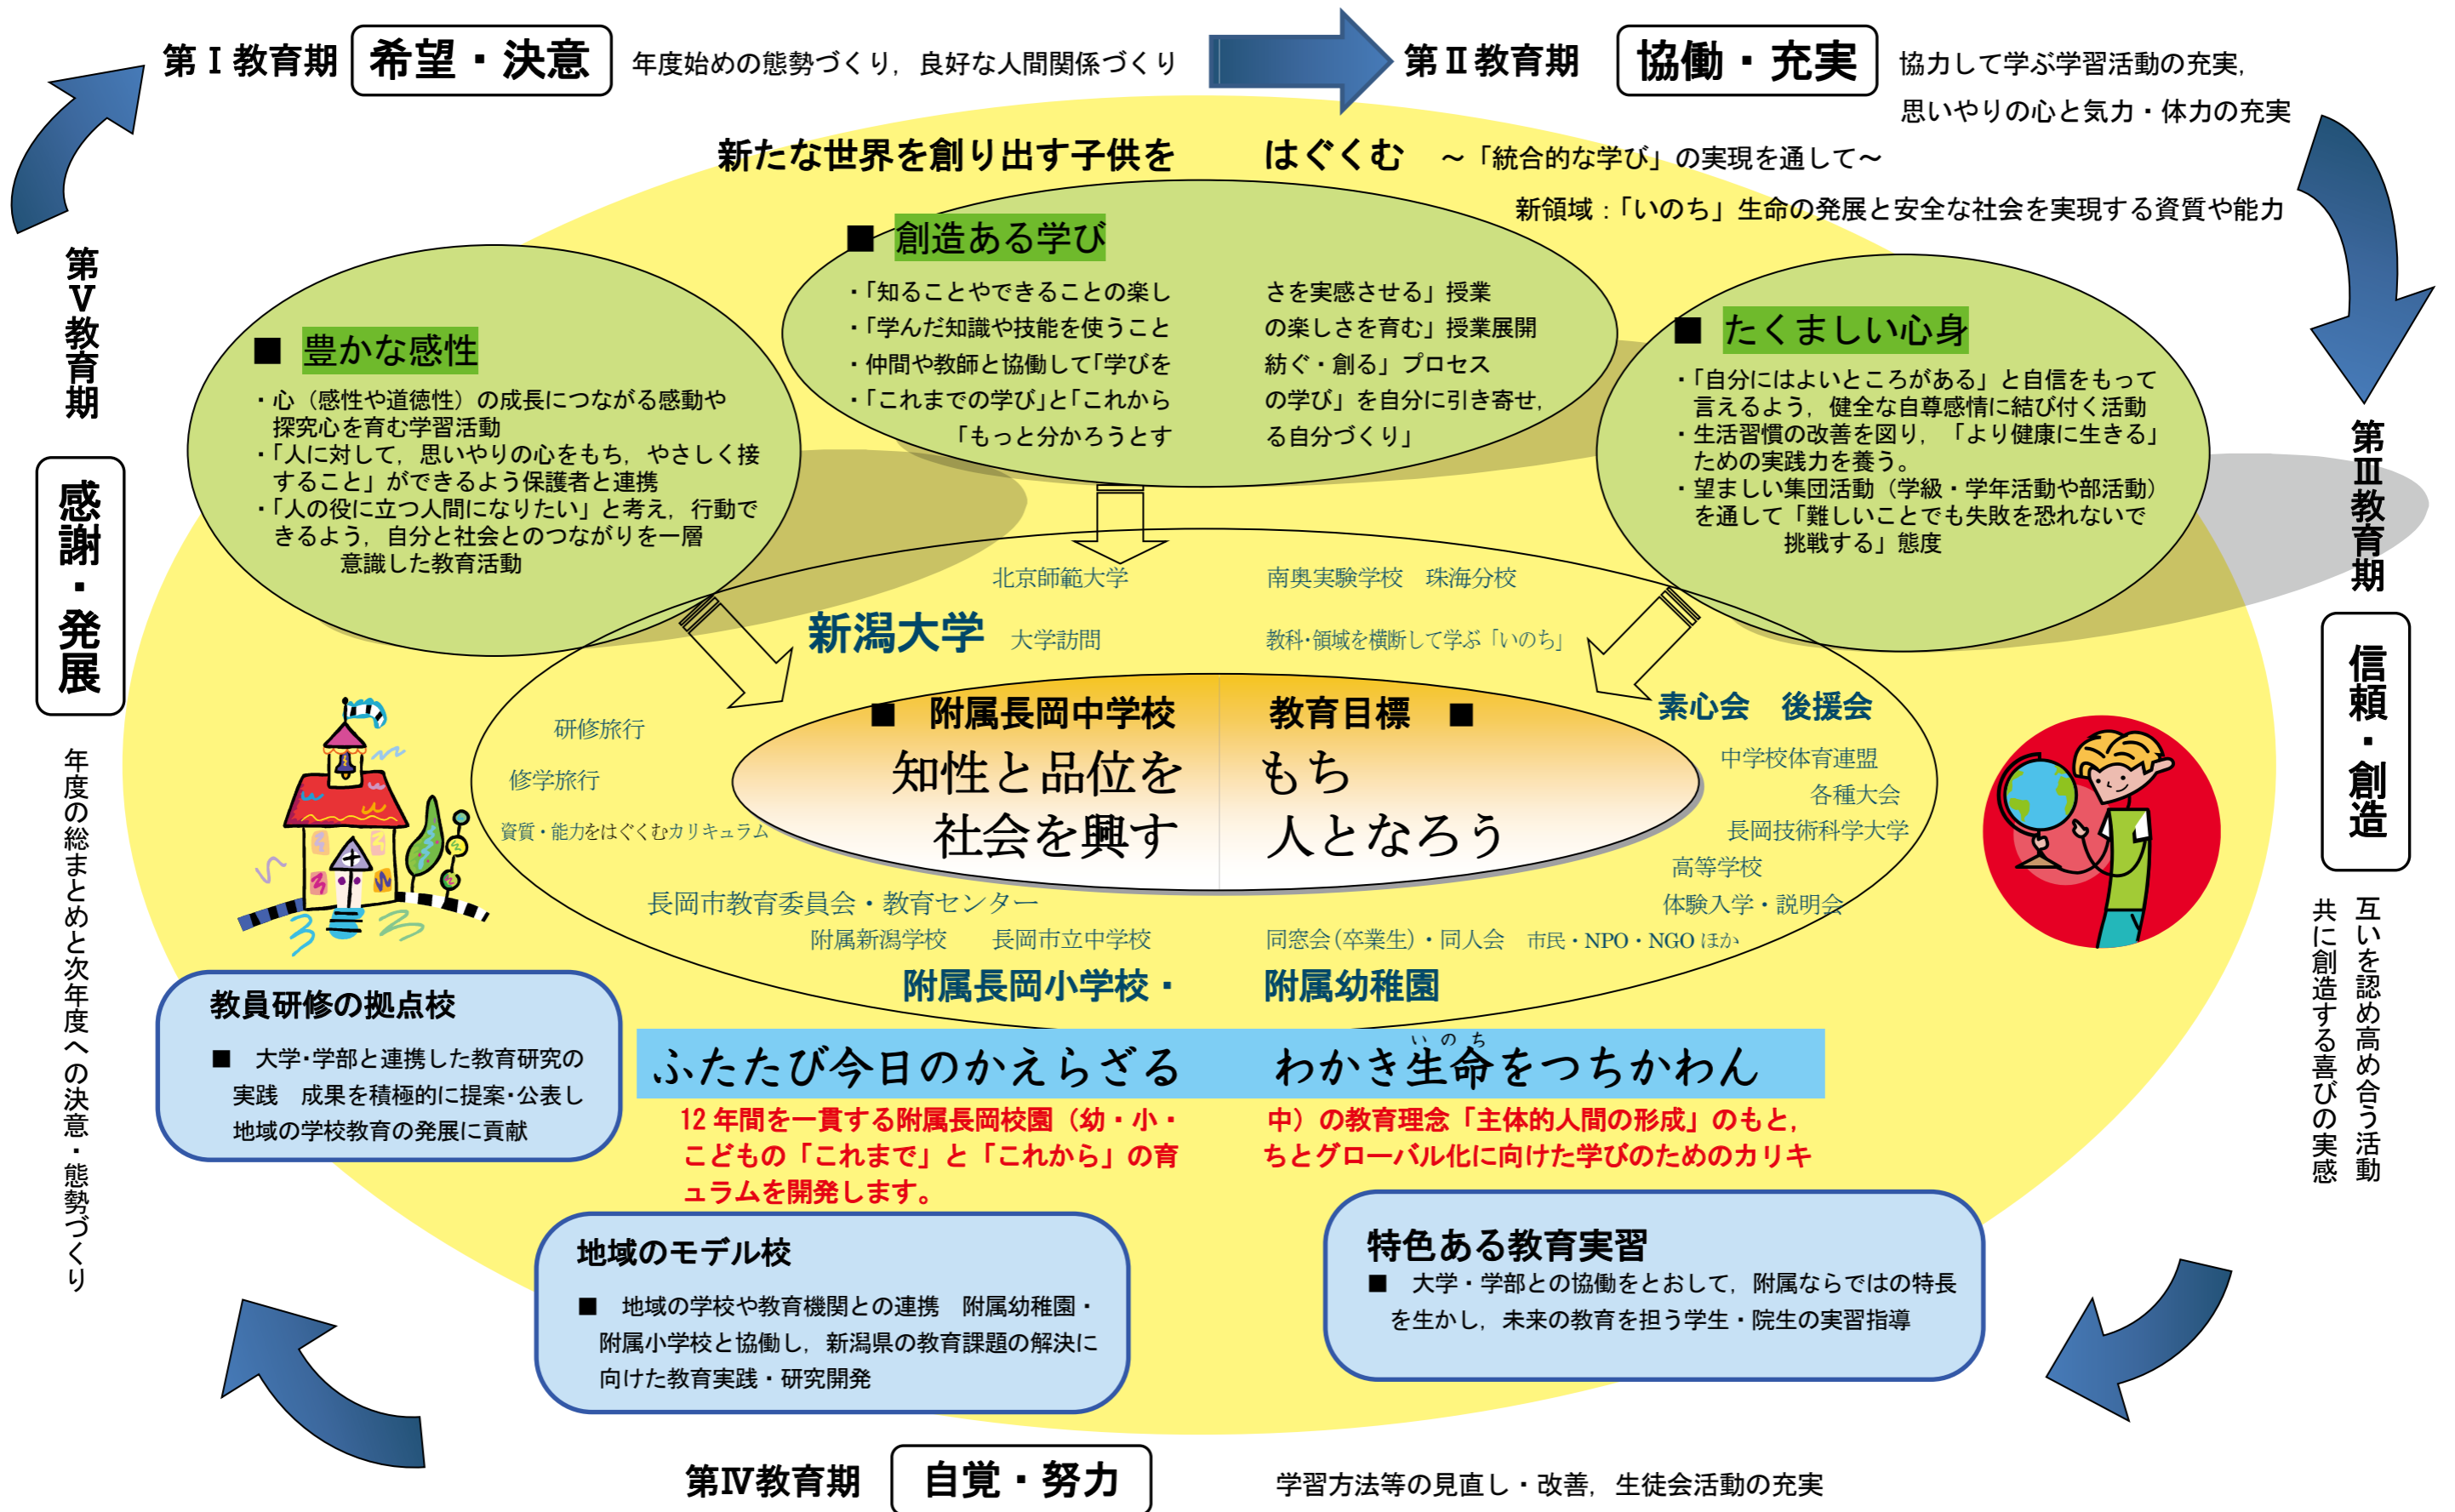 第Ⅰ教育期 希望・決意 年度始めの態勢づくり，良好な人間関係づくり
第Ⅱ教育期 協働・充実 協力して学ぶ学習活動の充実，
思いやりの心と気力・体力の充実
新たな世界を創り出す子供を はぐくむ ～「統合的な学び」の実現を通して～
新領域：「いのち」生命の発展と安全な社会を実現する資質や能力
■ 創造ある学び
・「知ることやできることの楽し さを実感させる」授業
・「学んだ知識や技能を使うこと の楽しさを育む」授業展開
・仲間や教師と協働して「学びを 紡ぐ・創る」プロセス
・「これまでの学び」と「これから の学び」を自分に引き寄せ，
「もっと分かろうとす る自分づくり」
■ 豊かな感性
・心（感性や道徳性）の成長につながる感動や
探究心を育む学習活動
・「人に対して，思いやりの心をもち，やさしく接
すること」ができるよう保護者と連携
・「人の役に立つ人間になりたい」と考え，行動で
きるよう，自分と社会とのつながりを一層
意識した教育活動
■ たくましい心身
・「自分にはよいところがある」と自信をもって
言えるよう，健全な自尊感情に結び付く活動
・生活習慣の改善を図り，「より健康に生きる」
ための実践力を養う。
・望ましい集団活動（学級・学年活動や部活動）
を通して「難しいことでも失敗を恐れないで
挑戦する」態度
第Ⅲ教育期
信頼・創造
互いを認め高め合う活動
共に創造する喜びの実感
第Ⅴ教育期
感謝・発展
年度の総まとめと次年度への決意・態勢づくり
北京師範大学 南奥実験学校 珠海分校
新潟大学 大学訪問 教科・領域を横断して学ぶ「いのち」
研修旅行
修学旅行
資質・能力をはぐくむカリキュラム
■ 附属長岡中学校 教育目標 ■
知性と品位を もち
社会を興す 人となろう
素心会 後援会
中学校体育連盟
各種大会
長岡技術科学大学
高等学校
体験入学・説明会
長岡市教育委員会・教育センター
附属新潟学校 長岡市立中学校 同窓会(卒業生)・同人会 市民・NPO・NGO ほか
附属長岡小学校・ 附属幼稚園
いのち
ふたたび今日のかえらざる わかき生命をつちかわん
12 年間を一貫する附属長岡校園（幼・小・ 中）の教育理念「主体的人間の形成」のもと，
こどもの「これまで」と「これから」の育 ちとグローバル化に向けた学びのためのカリキ
ュラムを開発します。
教員研修の拠点校
■ 大学・学部と連携した教育研究の
実践 成果を積極的に提案・公表し
地域の学校教育の発展に貢献
地域のモデル校
■ 地域の学校や教育機関との連携 附属幼稚園・
附属小学校と協働し，新潟県の教育課題の解決に
向けた教育実践・研究開発
特色ある教育実習
■ 大学・学部との協働をとおして，附属ならではの特長
を生かし，未来の教育を担う学生・院生の実習指導
第Ⅳ教育期 自覚・努力 学習方法等の見直し・改善，生徒会活動の充実